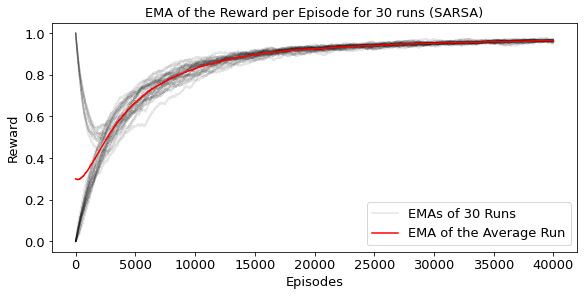 EMA of the Reward per Episode for 30 runs (SARSA)
1.0
0.8
0.6
0.4
0.2
0.0
Reward
0 5000 10000 15000 20000 25000 30000 35000 40000
Episodes
EMAs of 30 Runs
EMA of the Average Run